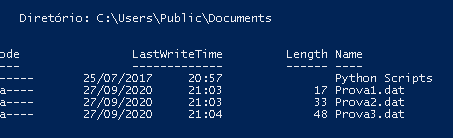 Diretório: C:\Users\Public\Documents
ode LastWriteTime Length Name
--- ------------- ------ ----
----- 25/07/2017 20:57 Python Scripts
a---- 27/09/2020 21:03 17 Prova1.dat
a---- 27/09/2020 21:03 33 Prova2.dat
a---- 27/09/2020 21:04 48 Prova3.dat